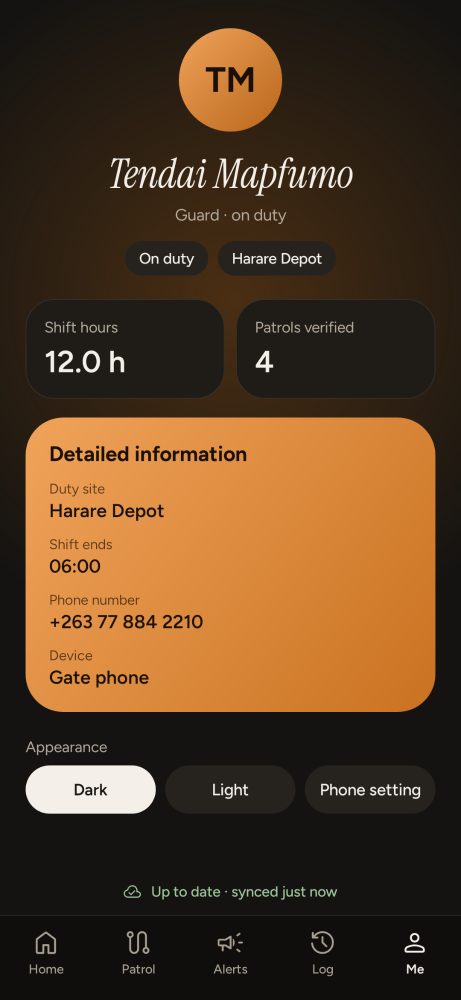 TM
Tendai Mapfumo
Guard · on duty
On duty
Harare Depot
Shift hours
12.0 h
Patrols verified
4
Detailed information
Duty site
Harare Depot
Shift ends
06:00
Phone number
+263 77 884 2210
Device
Gate phone
Appearance
Dark
Light
Phone setting
Up to date · synced just now
Home
Patrol
Alerts
Log
Me